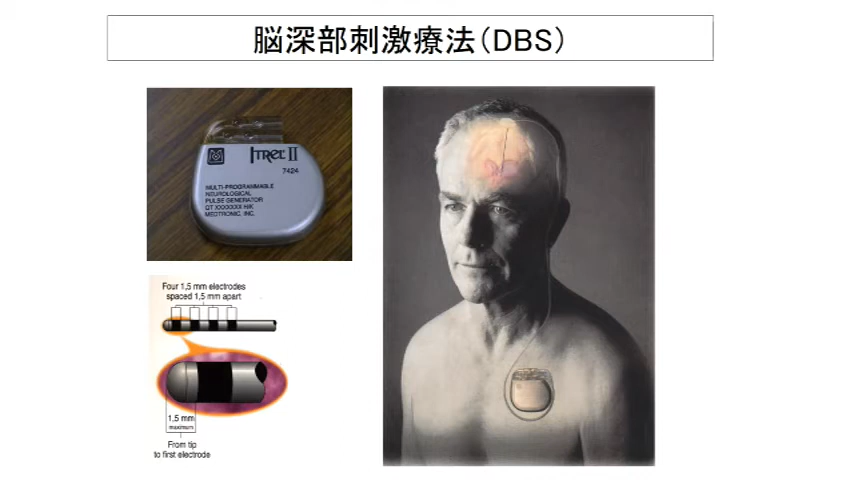 脳深部刺激療法(DBS)
ITREL II
7424
MULTI-PROGRAMMABLE
NEUROLOGICAL
PULSE GENERATOR
MEDTRONIC, INC.
Four 1,5 mm electrodes
spaced 1,5 mm apart
1,5 mm
maximum
From tip
to first electrode